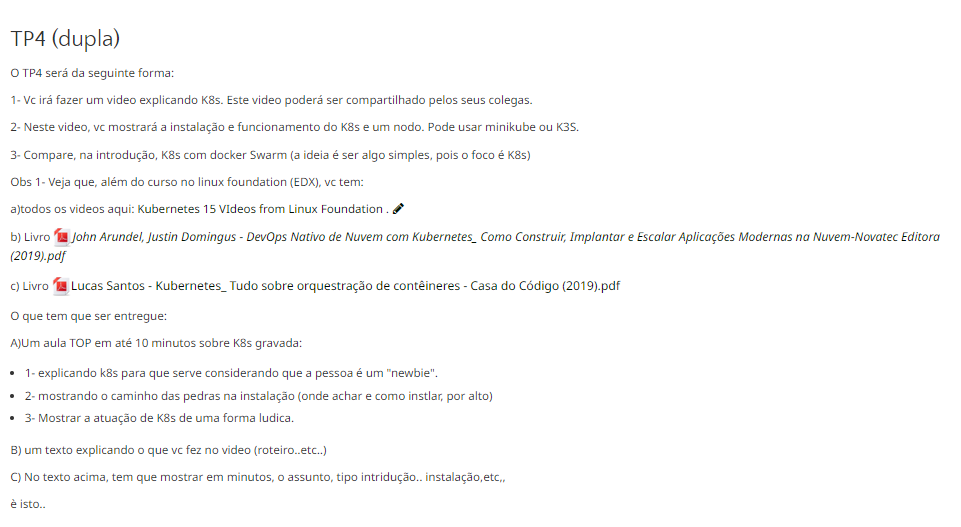 TP4 (dupla)
O TP4 será da seguinte forma:
1- Vc irá fazer um video explicando K8s. Este video poderá ser compartilhado pelos seus colegas.
2- Neste video, vc mostrará a instalação e funcionamento do K8s e um nodo. Pode usar minikube ou K3S.
3- Compare, na introdução, K8s com docker Swarm (a ideia é ser algo simples, pois o foco é K8s)
Obs 1- Veja que, além do curso no linux foundation (EDX), vc tem:
a)todos os videos aqui: Kubernetes 15 VIdeos from Linux Foundation .
b) Livro John Arundel, Justin Domingus - DevOps Nativo de Nuvem com Kubernetes_ Como Construir, Implantar e Escalar Aplicações Modernas na Nuvem-Novatec Editora
(2019).pdf
c) Livro Lucas Santos - Kubernetes_ Tudo sobre orquestração de contêineres - Casa do Código (2019).pdf
O que tem que ser entregue:
A)Um aula TOP em até 10 minutos sobre K8s gravada:
• 1- explicando k8s para que serve considerando que a pessoa é um "newbie".
• 2- mostrando o caminho das pedras na instalação (onde achar e como instlar, por alto)
• 3- Mostrar a atuação de K8s de uma forma ludica.
B) um texto explicando o que vc fez no video (roteiro..etc..)
C) No texto acima, tem que mostrar em minutos, o assunto, tipo intridução.. instalação,etc,,
è isto..